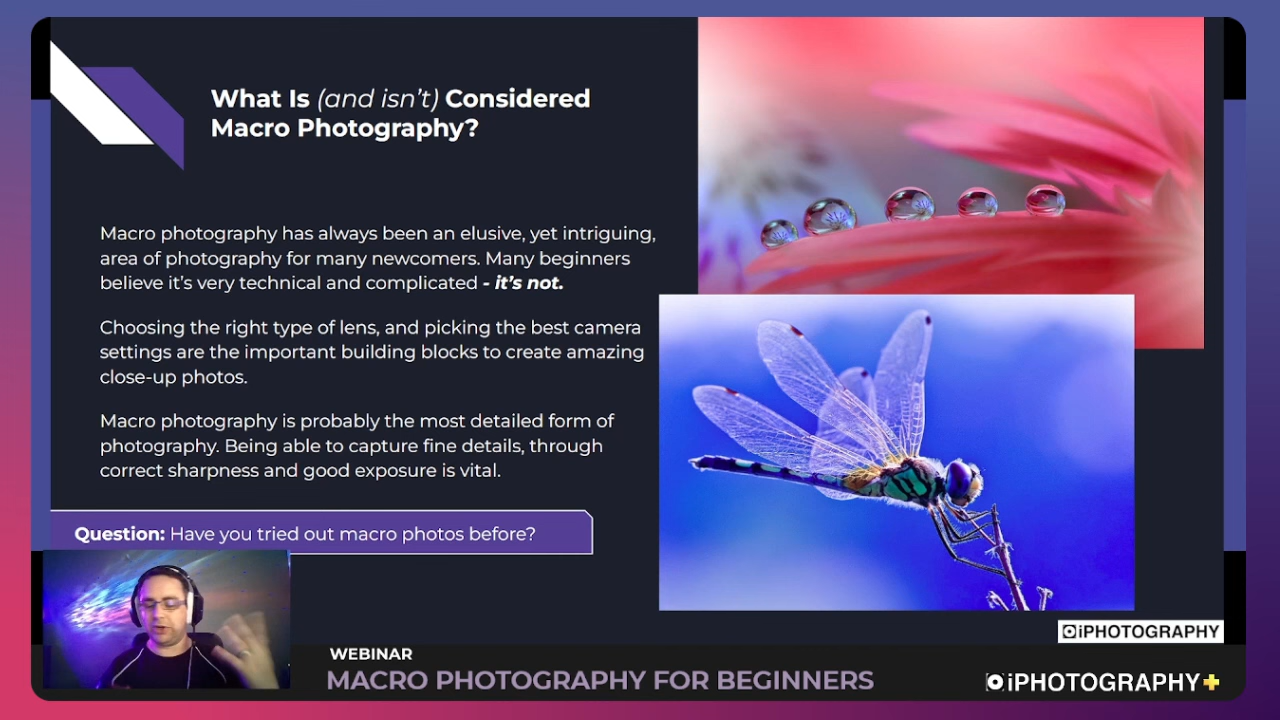 What Is (and isn't) Considered
Macro Photography?
Macro photography has always been an elusive, yet intriguing,
area of photography for many newcomers. Many beginners
believe it's very technical and complicated - it's not.
Choosing the right type of lens, and picking the best camera
settings are the important building blocks to create amazing
close-up photos.
Macro photography is probably the most detailed form of
photography. Being able to capture fine details, through
correct sharpness and good exposure is vital.
Question: Have you tried out macro photos before?
iPHOTOGRAPHY
WEBINAR
MACRO PHOTOGRAPHY FOR BEGINNERS
iPHOTOGRAPHY+